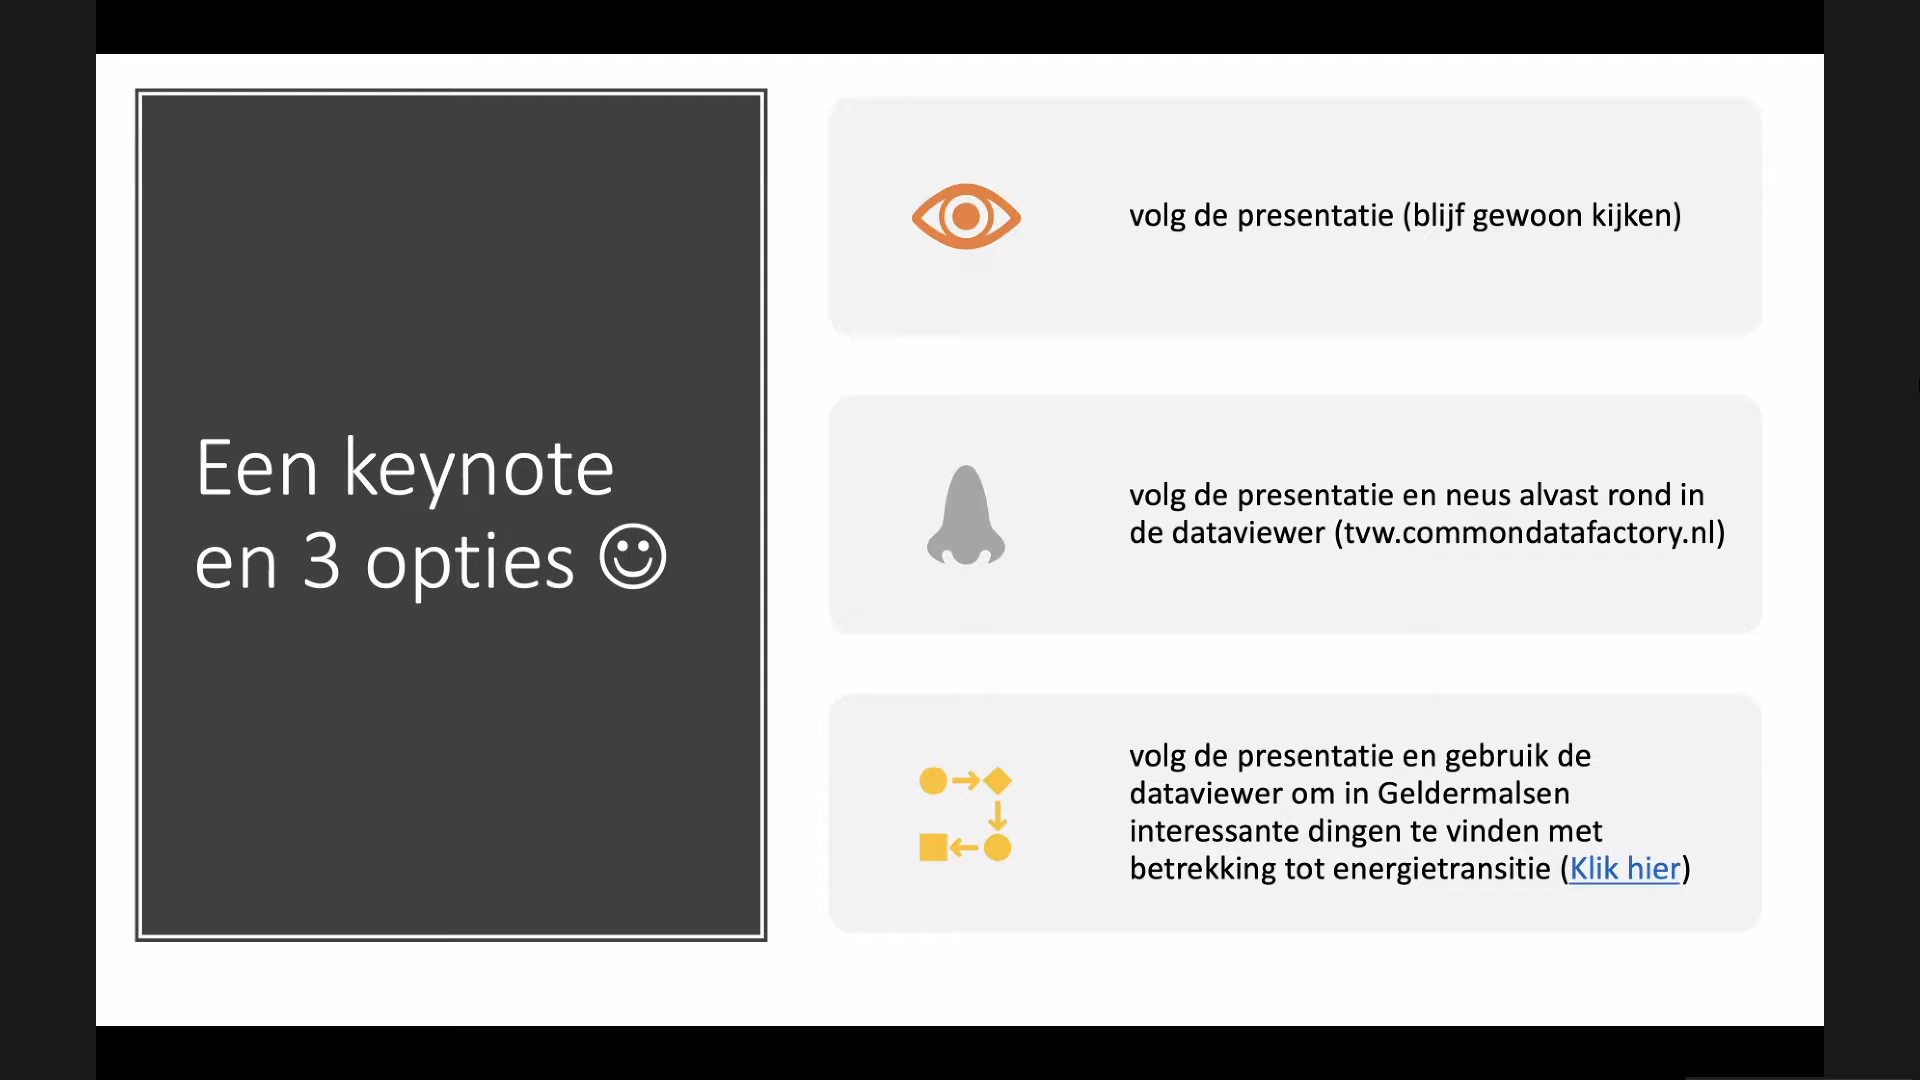 Een keynote
en 3 opties ☺
volg de presentatie (blijf gewoon kijken)
volg de presentatie en neus alvast rond in
de dataviewer (tvw.commondatafactory.nl)
volg de presentatie en gebruik de
dataviewer om in Geldermalsen
interessante dingen te vinden met
betrekking tot energietransitie (Klik hier)